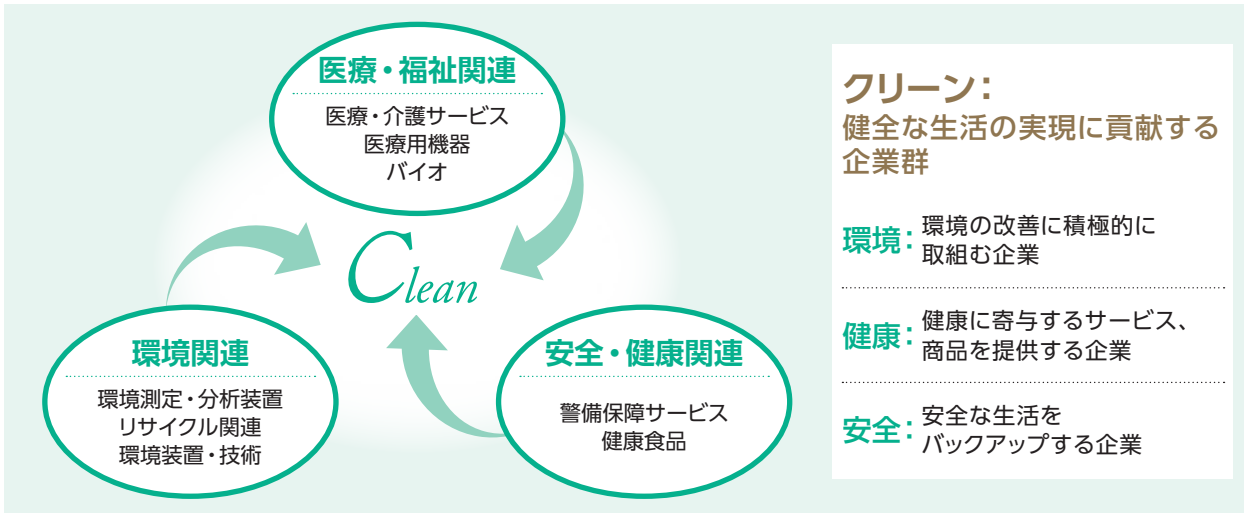 医療・福祉関連
医療・介護サービス
医療用機器
バイオ
Clean
環境関連
環境測定・分析装置
リサイクル関連
環境装置・技術
安全・健康関連
警備保障サービス
健康食品
クリーン：
健全な生活の実現に貢献する
企業群
環境：環境の改善に積極的に
取組む企業
健康：健康に寄与するサービス、
商品を提供する企業
安全：安全な生活を
バックアップする企業